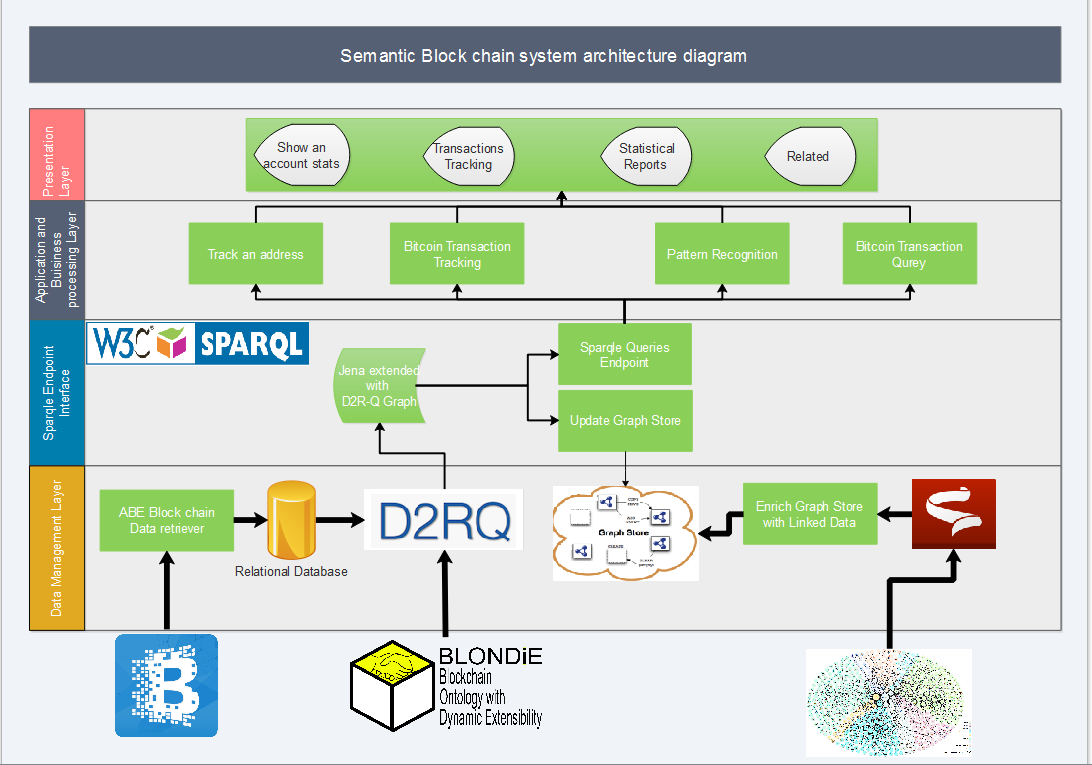 Semantic Block chain system architecture diagram
Presentation
Layer
Show an
account stats
Transactions
Tracking
Statistical
Reports
Related
Application and
Buisiness
processing Layer
Track an address
Bitcoin Transaction
Tracking
Pattern Recognition
Bitcoin Transaction
Qurey
Sparqle Endpoint
Interface
W3C
SPARQL
Jena extended
with
D2R-Q Graph
Sparqle Queries
Endpoint
Update Graph Store
Data Management Layer
ABE Block chain
Data retriever
Relational Database
D2RQ
Graph Store
Enrich Graph Store
with Linked Data
BLONDiE
Blockchain
Ontology with
Dynamic Extensibility